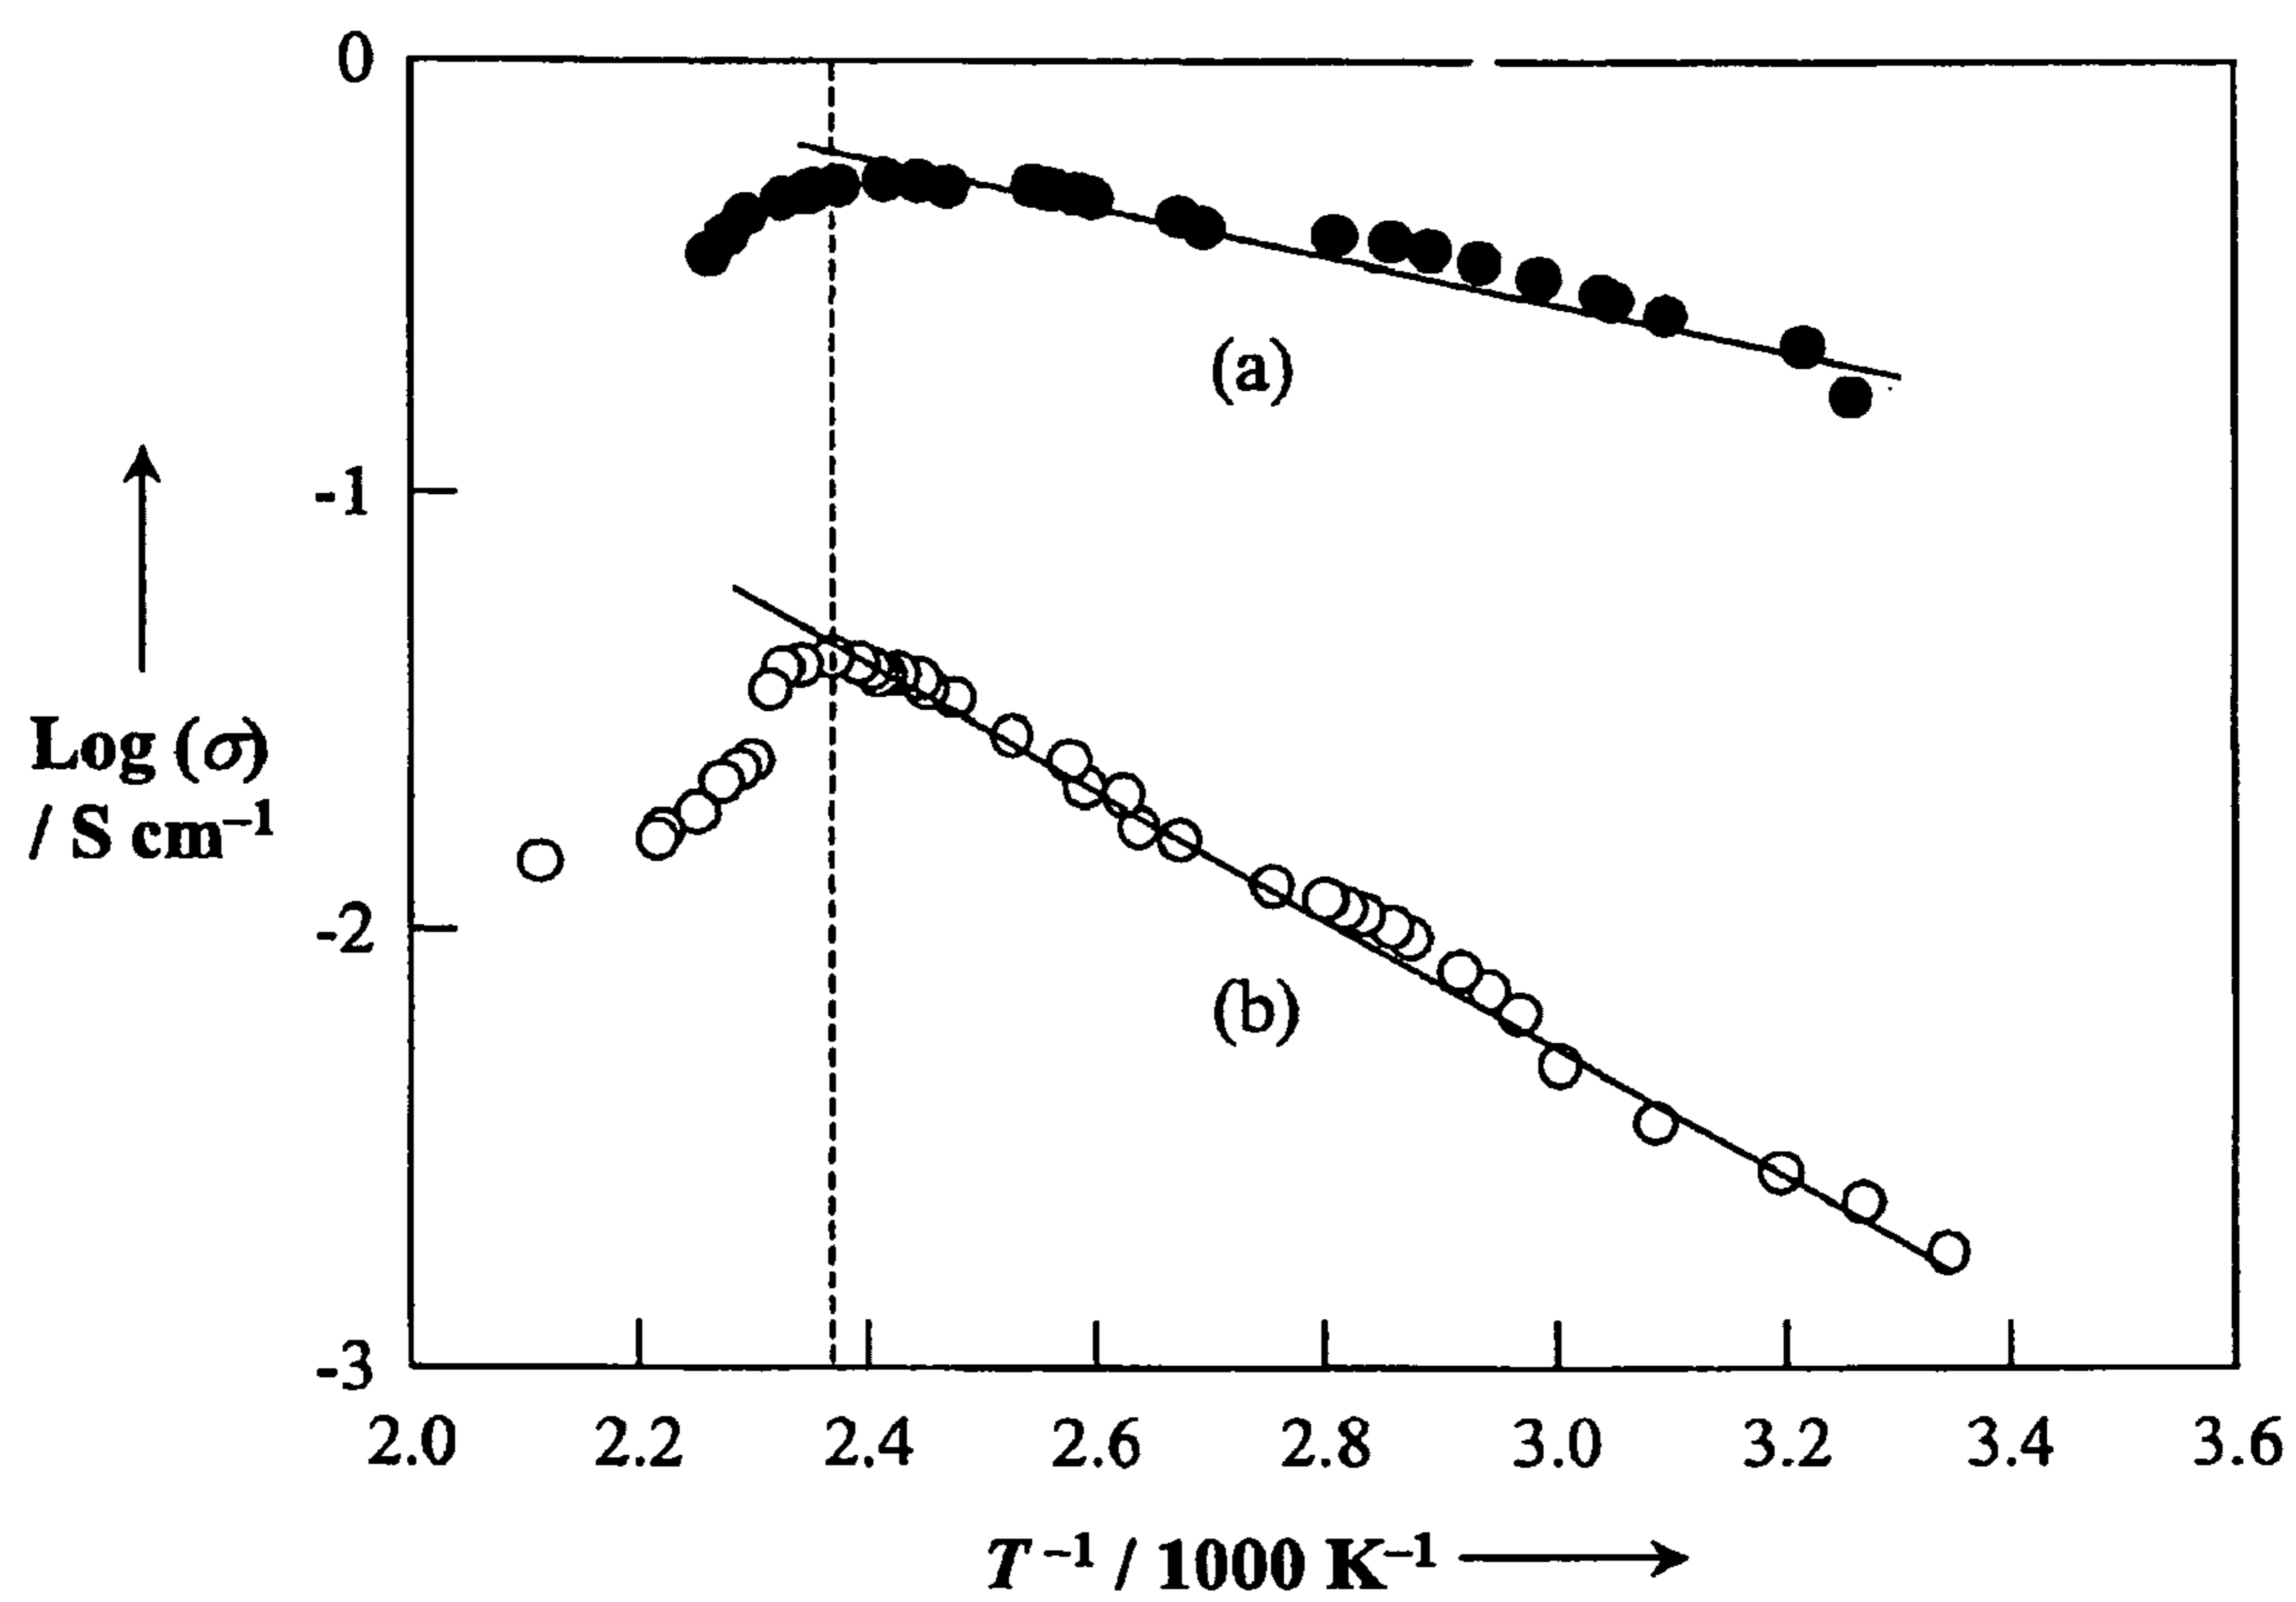 0
-1
-2
-3
Log (σ)
/ S cm⁻¹
(a)
(b)
2.0 2.2 2.4 2.6 2.8 3.0 3.2 3.4 3.6
T⁻¹ / 1000 K⁻¹